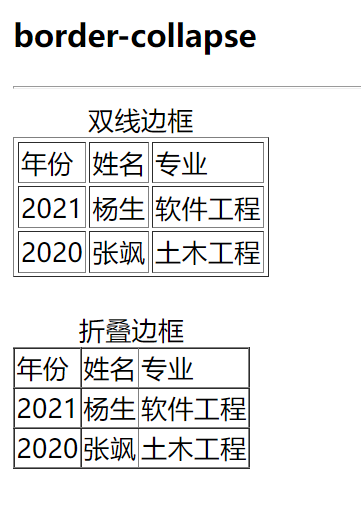 border-collapse
双线边框
年份 姓名 专业
2021 杨生 软件工程
2020 张飒 土木工程
折叠边框
年份 姓名 专业
2021 杨生 软件工程
2020 张飒 土木工程